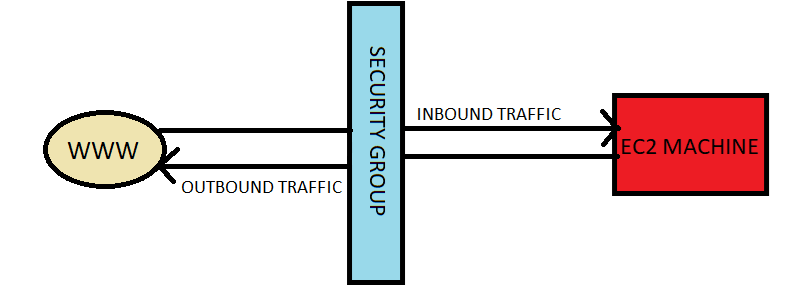 WWW
OUTBOUND TRAFFIC
SECURITY GROUP
INBOUND TRAFFIC
EC2 MACHINE